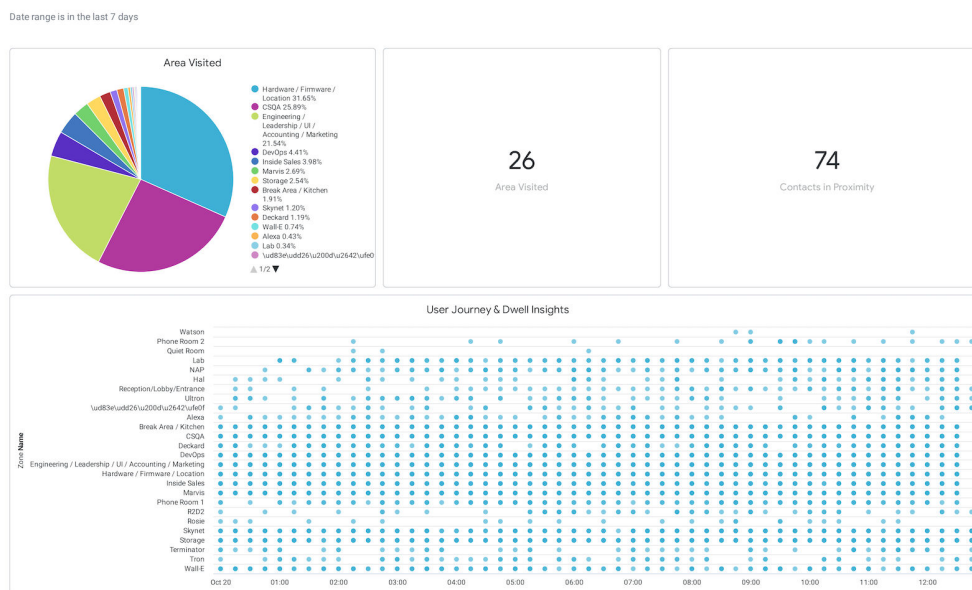 Date range is in the last 7 days
Area Visited
Hardware / Firmware /
Location 31.65%
CSQA 25.89%
Engineering /
Leadership / UI /
Accounting / Marketing
21.54%
DevOps 4.41%
Inside Sales 3.98%
Marvis 2.69%
Storage 2.54%
Break Area / Kitchen
1.91%
Skynet 1.20%
Deckard 1.19%
Wall-E 0.74%
Alexa 0.43%
Lab 0.34%
\ud83e\udd26\u200d\u2642\ufe0
1/2
26
Area Visited
74
Contacts in Proximity
User Journey & Dwell Insights
Zone Name
Watson
Phone Room 2
Quiet Room
Lab
NAP
Hal
Reception/Lobby/Entrance
Ultron
\ud83e\udd26\u200d\u2642\ufe0f
Alexa
Break Area / Kitchen
CSQA
Deckard
DevOps
Engineering / Leadership / UI / Accounting / Marketing
Hardware / Firmware / Location
Inside Sales
Marvis
Phone Room 1
R2D2
Rosie
Skynet
Storage
Terminator
Tron
Wall-E
Oct 20 01:00 02:00 03:00 04:00 05:00 06:00 07:00 08:00 09:00 10:00 11:00 12:00